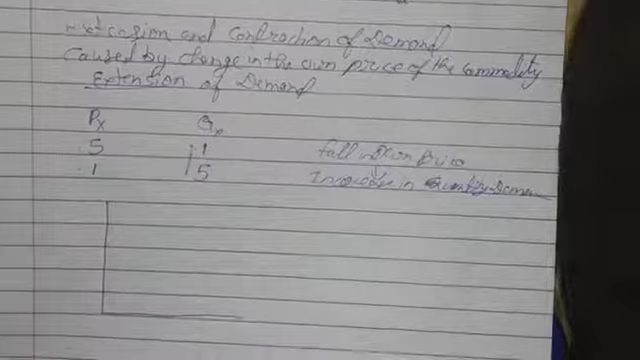 Extension and Contraction of Demand
Caused by change in the own price of the commodity
Extension of Demand
Px Qx
5 1 fall in own Price
1 5 Increase in Quantity Deman